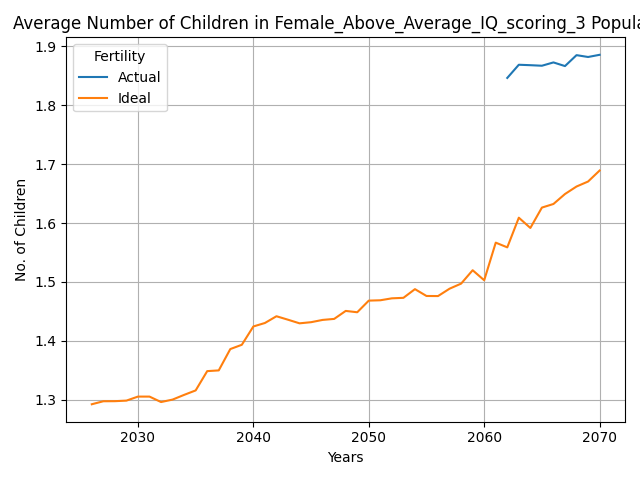 Average Number of Children in Female_Above_Average_IQ_scoring_3 Popula
1.9
1.8
1.7
1.6
1.5
1.4
1.3
No. of Children
Fertility
Actual
Ideal
2030 2040 2050 2060 2070
Years